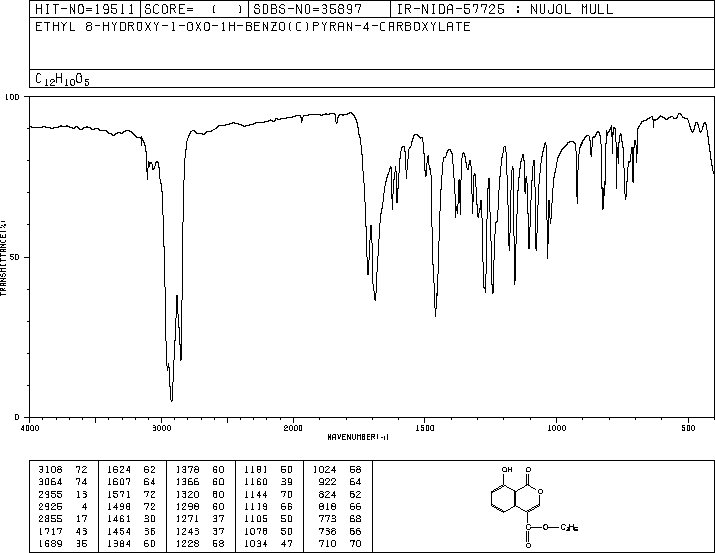 HIT-NO=19511 SCORE= ( ) SDBS-NO=35897 IR-NIDA-57725 : NUJOL MULL
ETHYL 8-HYDROXY-1-OXO-1H-BENZO(C)PYRAN-4-CARBOXYLATE
C12H10O5
100
50
0
TRANSMITTANCE(%)
4000 3000 2000 1500 1000 500
WAVENUMBER(-1)
3108 72 1624 62 1378 60 1181 50 1024 58
3064 74 1607 64 1366 60 1160 39 922 64
2955 13 1571 72 1320 60 1144 70 824 62
2925 4 1498 72 1298 60 1119 66 818 66
2855 17 1461 30 1271 37 1105 50 773 68
1717 43 1454 36 1243 37 1078 50 738 66
1689 35 1384 60 1228 58 1034 47 710 70
OH O
O
C-O-C2H5
O